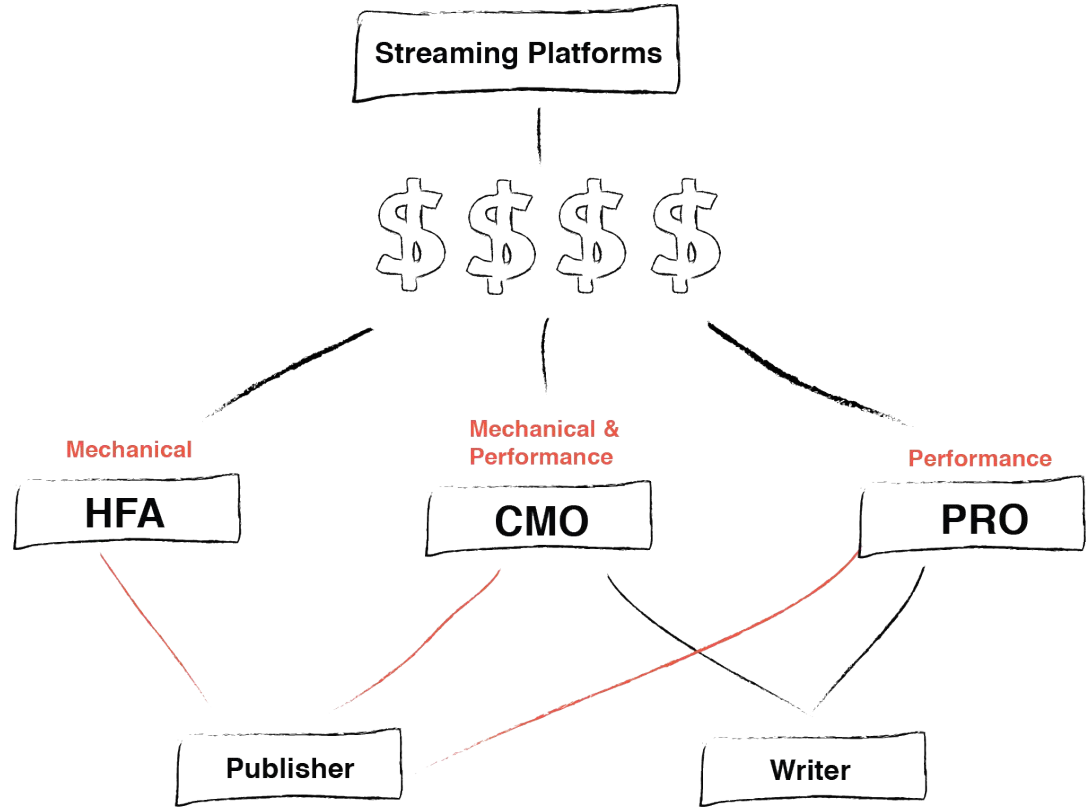 Streaming Platforms
$ $ $ $
Mechanical
Mechanical &
Performance
Performance
HFA
CMO
PRO
Publisher
Writer